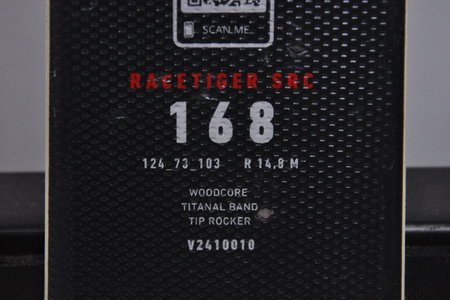 SCAN ME
RACETIGER SRC
168
124_73_103 R 14,8 M
WOODCORE
TITANAL BAND
TIP ROCKER
V2410010